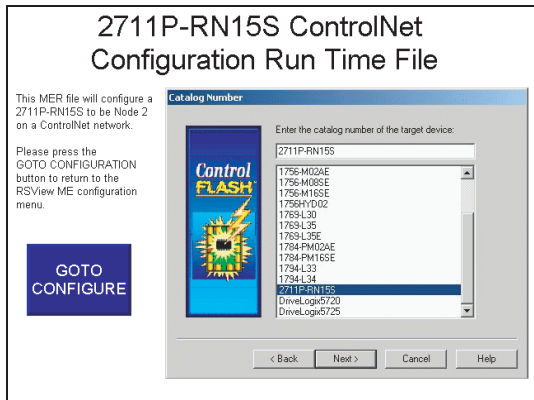 2711P-RN15S ControlNet
Configuration Run Time File
This MER file will configure a
2711P-RN15S to be Node 2
on a ControlNet network.
Please press the
GOTO CONFIGURATION
button to return to the
RSView ME configuration
menu.
GOTO
CONFIGURE
Catalog Number
Control
FLASH
Enter the catalog number of the target device:
2711P-RN15S
1756-M02AE
1756-M08SE
1756-M16SE
1756HYD02
1769-L30
1769-L35
1769-L35E
1784-PM02AE
1784-PM16SE
1794-L33
1794-L34
2711P-RN15S
DriveLogix5720
DriveLogix5725
< Back
Next >
Cancel
Help